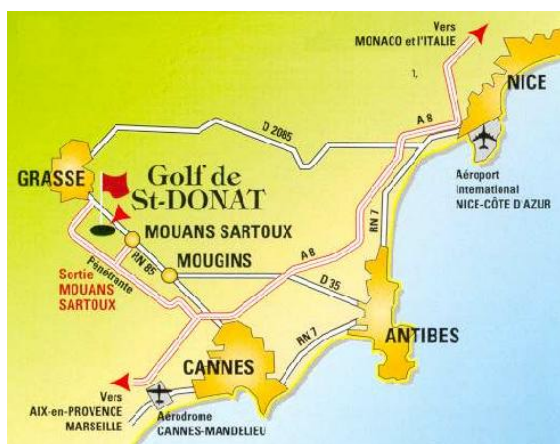 Vers
MONACO et l'ITALIE
NICE
A 8
D 2085
Aéroport
international
NICE-CÔTE D'AZUR
GRASSE
Golf de
St-DONAT
RN 7
MOUANS SARTOUX
A 8
RN 85
MOUGINS
Pénétrante
Sortie
MOUANS
SARTOUX
D 35
ANTIBES
RN 7
CANNES
Vers
AIX-en-PROVENCE
MARSEILLE
Aérodrome
CANNES-MANDELIEU